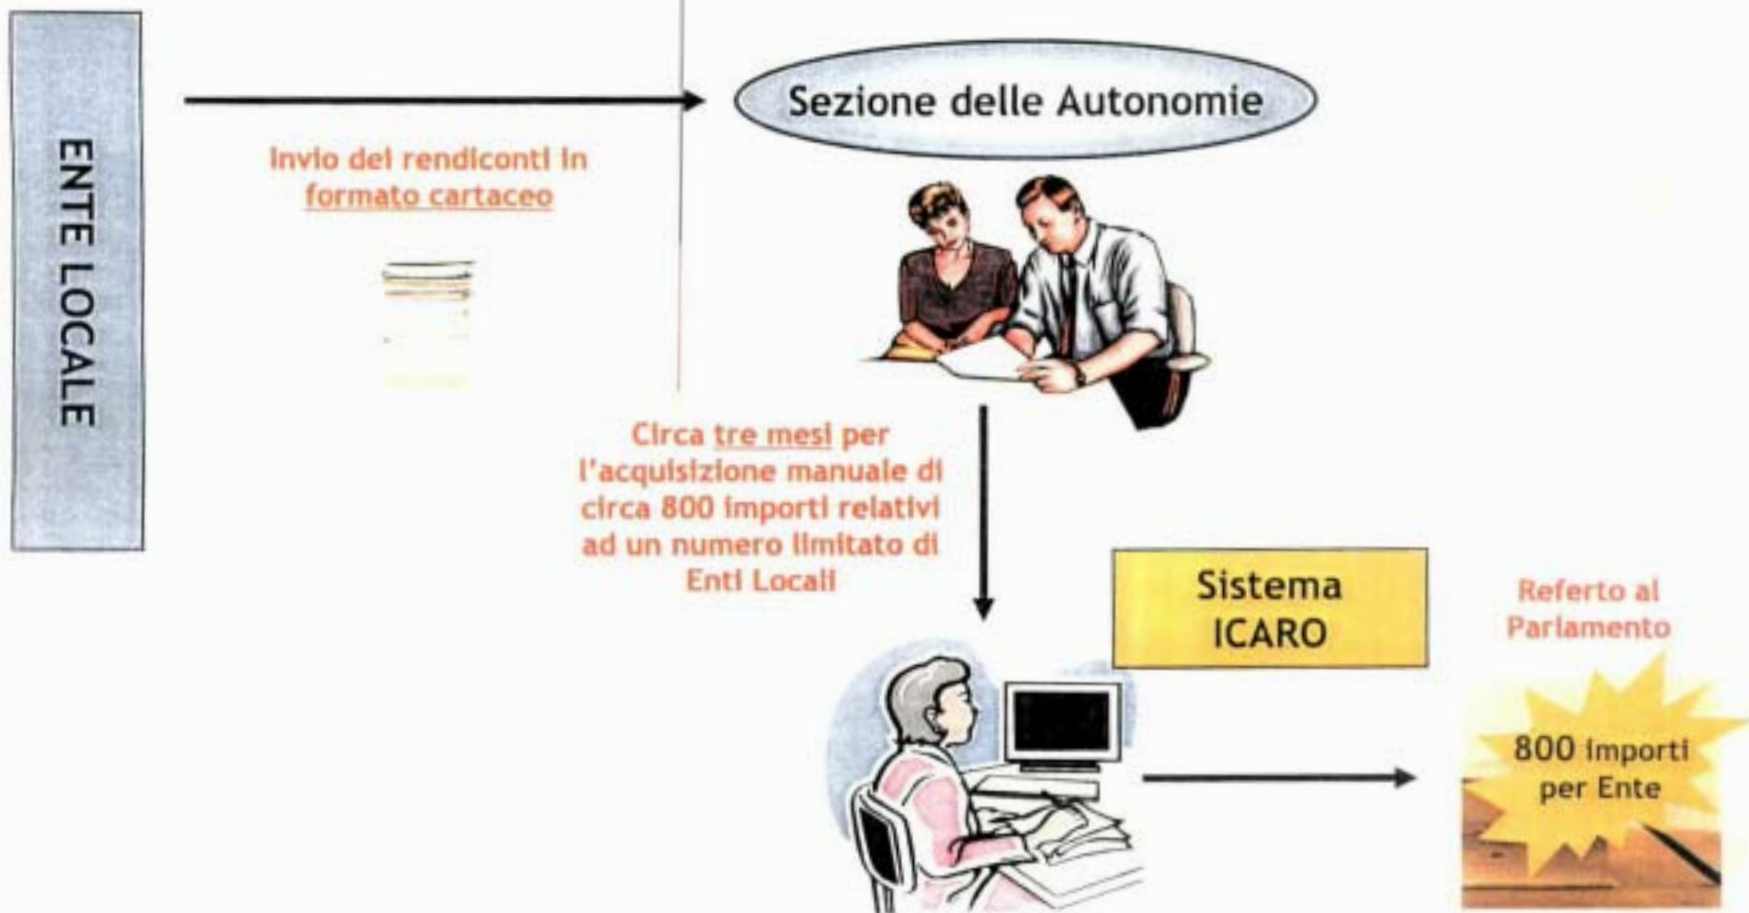 ENTE LOCALE
Invio dei rendiconti in
formato cartaceo
Sezione delle Autonomie
Circa tre mesi per
l'acquisizione manuale di
circa 800 importi relativi
ad un numero limitato di
Enti Locali
Sistema
ICARO
Referto al
Parlamento
800 importi
per Ente